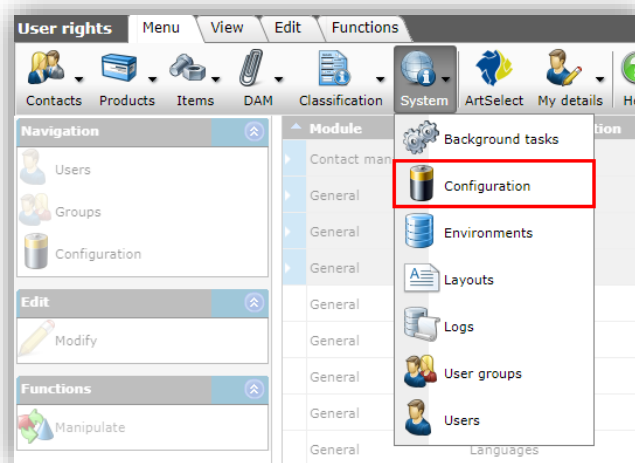 User rights Menu View Edit Functions
Contacts Products Items DAM Classification System ArtSelect My details
Navigation
Users
Groups
Configuration
Edit
Modify
Functions
Manipulate
Module
Contact man
General
General
General
General
General
General
General
General Languages
Background tasks
Configuration
Environments
Layouts
Logs
User groups
Users